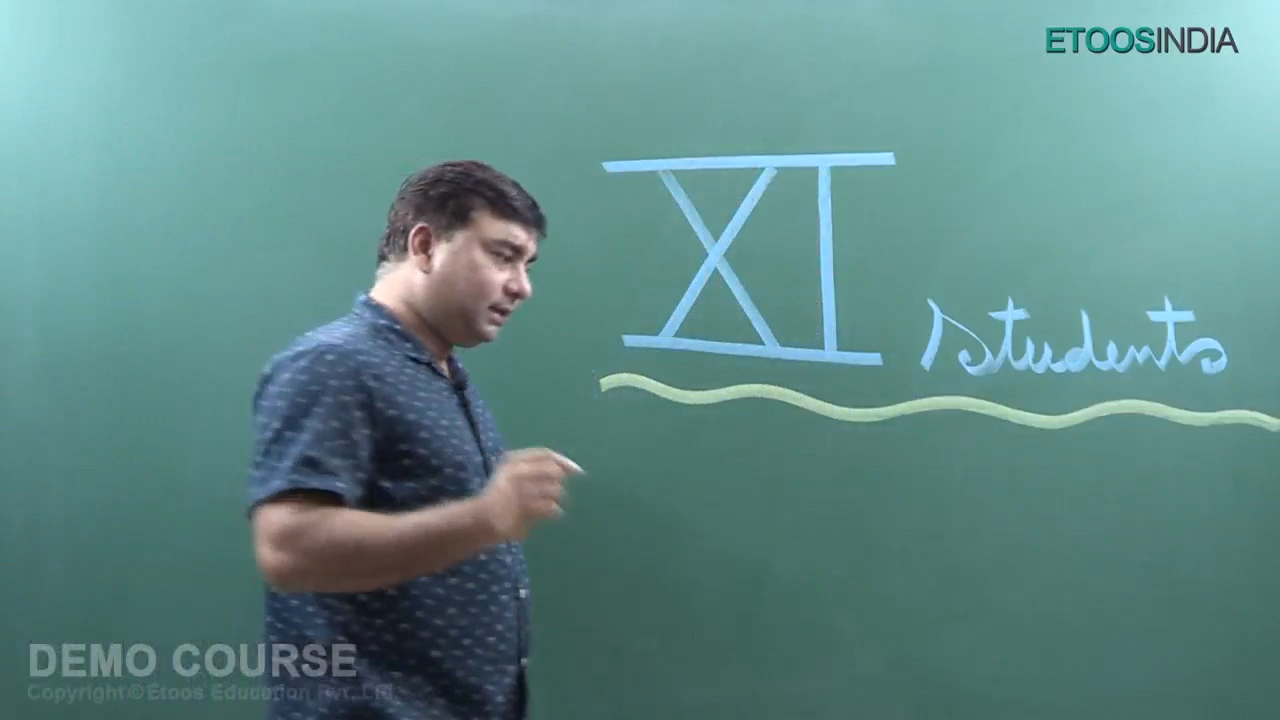 ETOOSINDIA
XI Students
DEMO COURSE
Copyright ©Etoos Education Pvt. Ltd.